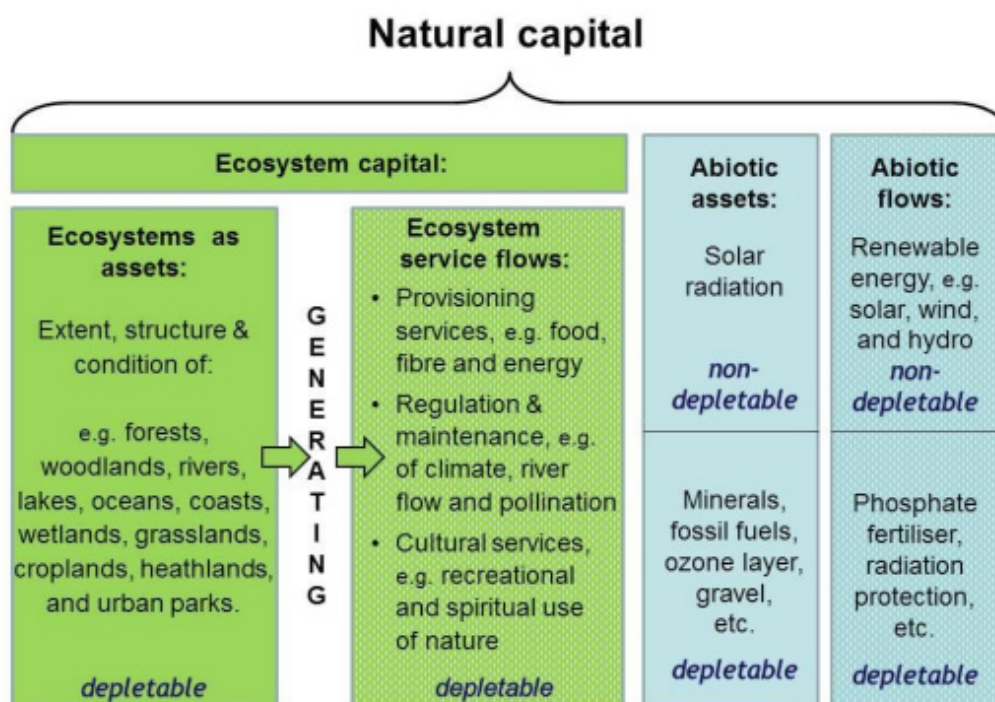 Natural capital
Ecosystem capital:
Ecosystems as
assets:
Extent, structure &
condition of:
e.g. forests,
woodlands, rivers,
lakes, oceans, coasts,
wetlands, grasslands,
croplands, heathlands,
and urban parks.
depletable
G
E
N
E
R
A
T
I
N
G
Ecosystem
service flows:
• Provisioning
services, e.g. food,
fibre and energy
• Regulation &
maintenance, e.g.
of climate, river
flow and pollination
• Cultural services,
e.g. recreational
and spiritual use
of nature
depletable
Abiotic
assets:
Solar
radiation
non-
depletable
Minerals,
fossil fuels,
ozone layer,
gravel,
etc.
depletable
Abiotic
flows:
Renewable
energy, e.g.
solar, wind,
and hydro
non-
depletable
Phosphate
fertiliser,
radiation
protection,
etc.
depletable